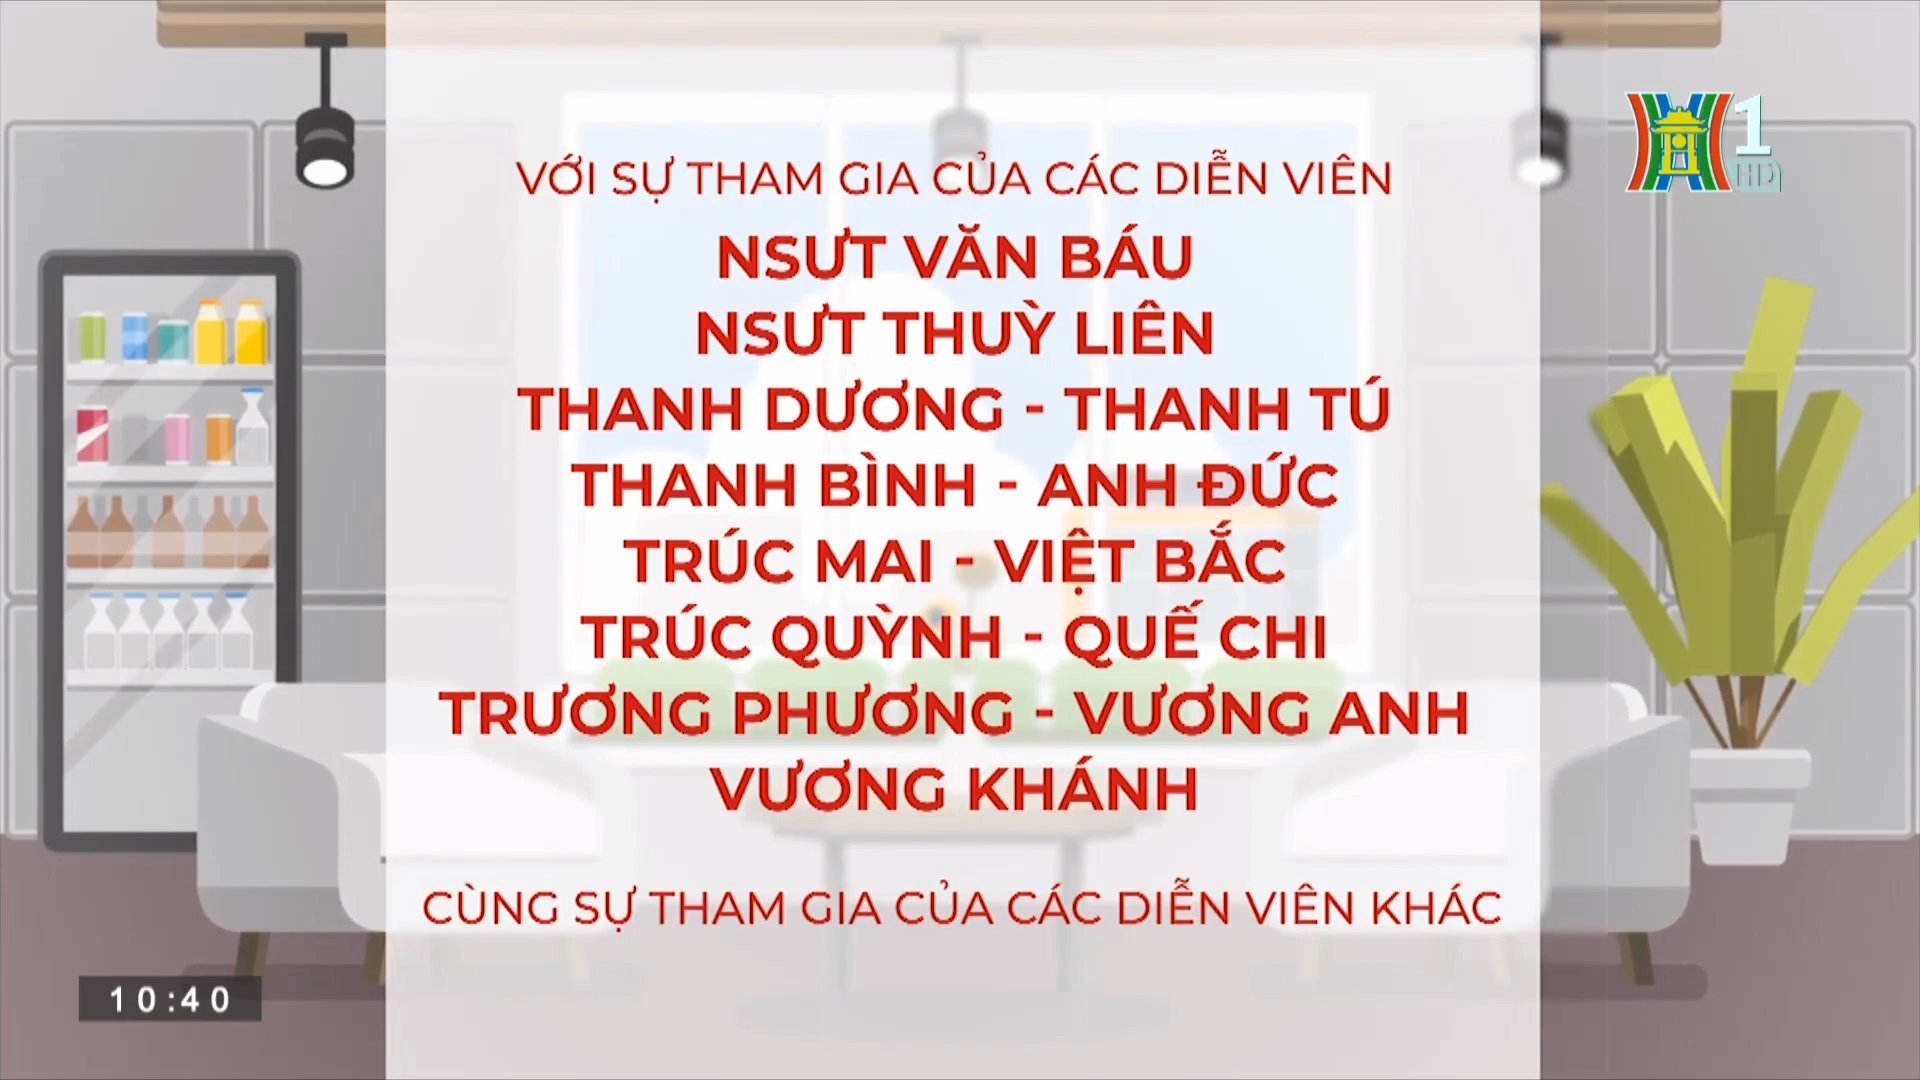 VỚI SỰ THAM GIA CỦA CÁC DIỄN VIÊN
NSƯT VĂN BÁU
NSƯT THUỲ LIÊN
THANH DƯƠNG - THANH TÚ
THANH BÌNH - ANH ĐỨC
TRÚC MAI - VIỆT BẮC
TRÚC QUỲNH - QUẾ CHI
TRƯƠNG PHƯƠNG - VƯƠNG ANH
VƯƠNG KHÁNH
CÙNG SỰ THAM GIA CỦA CÁC DIỄN VIÊN KHÁC
H1
HD
10:40